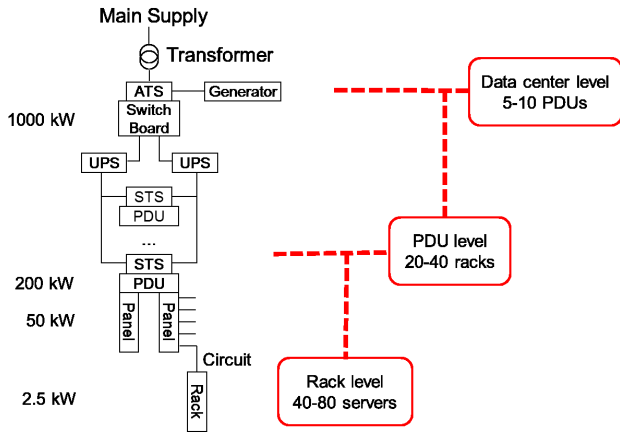 Main Supply
Transformer
ATS
Generator
Data center level
5-10 PDUs
1000 kW
Switch
Board
UPS
UPS
STS
PDU
...
PDU level
20-40 racks
STS
200 kW
PDU
50 kW
Panel
Panel
Circuit
Rack level
40-80 servers
2.5 kW
Rack